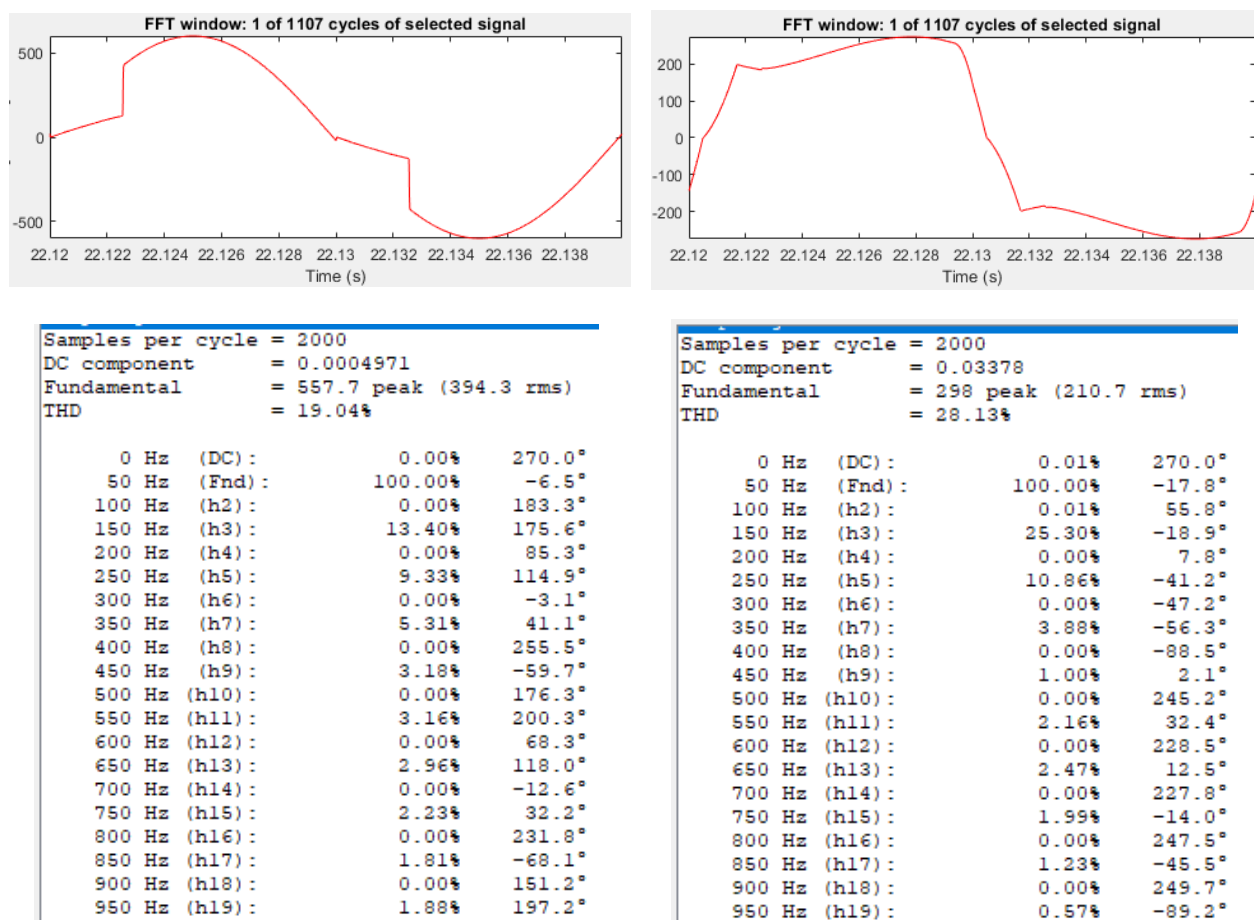 FFT window: 1 of 1107 cycles of selected signal
500
0
-500
22.12 22.122 22.124 22.126 22.128 22.13 22.132 22.134 22.136 22.138
Time (s)
FFT window: 1 of 1107 cycles of selected signal
200
100
0
-100
-200
22.12 22.122 22.124 22.126 22.128 22.13 22.132 22.134 22.136 22.138
Time (s)
Samples per cycle = 2000
DC component = 0.0004971
Fundamental = 557.7 peak (394.3 rms)
THD = 19.04%
0 Hz (DC): 0.00% 270.0°
50 Hz (Fnd): 100.00% -6.5°
100 Hz (h2): 0.00% 183.3°
150 Hz (h3): 13.40% 175.6°
200 Hz (h4): 0.00% 85.3°
250 Hz (h5): 9.33% 114.9°
300 Hz (h6): 0.00% -3.1°
350 Hz (h7): 5.31% 41.1°
400 Hz (h8): 0.00% 255.5°
450 Hz (h9): 3.18% -59.7°
500 Hz (h10): 0.00% 176.3°
550 Hz (h11): 3.16% 200.3°
600 Hz (h12): 0.00% 68.3°
650 Hz (h13): 2.96% 118.0°
700 Hz (h14): 0.00% -12.6°
750 Hz (h15): 2.23% 32.2°
800 Hz (h16): 0.00% 231.8°
850 Hz (h17): 1.81% -68.1°
900 Hz (h18): 0.00% 151.2°
950 Hz (h19): 1.88% 197.2°
Samples per cycle = 2000
DC component = 0.03378
Fundamental = 298 peak (210.7 rms)
THD = 28.13%
0 Hz (DC): 0.01% 270.0°
50 Hz (Fnd): 100.00% -17.8°
100 Hz (h2): 0.01% 55.8°
150 Hz (h3): 25.30% -18.9°
200 Hz (h4): 0.00% 7.8°
250 Hz (h5): 10.86% -41.2°
300 Hz (h6): 0.00% -47.2°
350 Hz (h7): 3.88% -56.3°
400 Hz (h8): 0.00% -88.5°
450 Hz (h9): 1.00% 2.1°
500 Hz (h10): 0.00% 245.2°
550 Hz (h11): 2.16% 32.4°
600 Hz (h12): 0.00% 228.5°
650 Hz (h13): 2.47% 12.5°
700 Hz (h14): 0.00% 227.8°
750 Hz (h15): 1.99% -14.0°
800 Hz (h16): 0.00% 247.5°
850 Hz (h17): 1.23% -45.5°
900 Hz (h18): 0.00% 249.7°
950 Hz (h19): 0.57% -89.2°